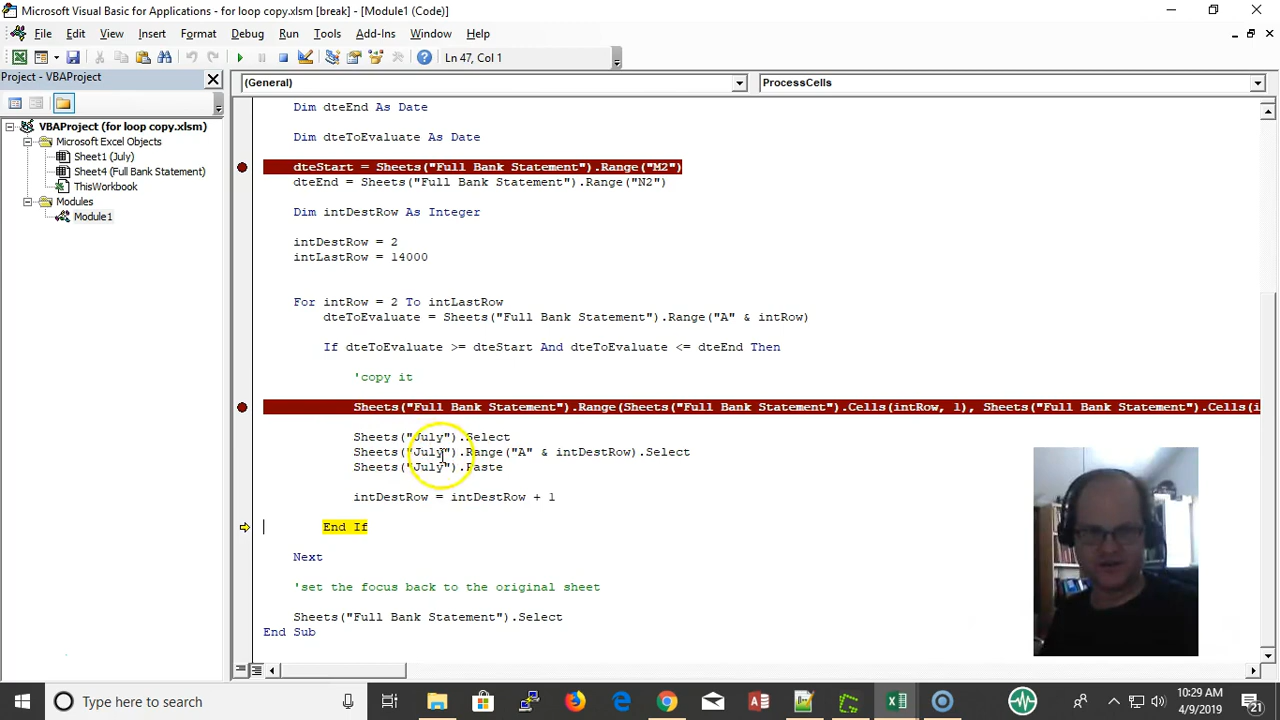 Microsoft Visual Basic for Applications - for loop copy.xlsm [break] - [Module1 (Code)]
File Edit View Insert Format Debug Run Tools Add-Ins Window Help
Ln 47, Col 1
Project - VBAProject
(General)
ProcessCells
VBAProject (for loop copy.xlsm)
Microsoft Excel Objects
Sheet1 (July)
Sheet4 (Full Bank Statement)
ThisWorkbook
Modules
Module1
Dim dteEnd As Date
Dim dteToEvaluate As Date
dteStart = Sheets("Full Bank Statement").Range("M2")
dteEnd = Sheets("Full Bank Statement").Range("N2")
Dim intDestRow As Integer
intDestRow = 2
intLastRow = 14000
For intRow = 2 To intLastRow
dteToEvaluate = Sheets("Full Bank Statement").Range("A" & intRow)
If dteToEvaluate >= dteStart And dteToEvaluate <= dteEnd Then
'copy it
Sheets("Full Bank Statement").Range(Sheets("Full Bank Statement").Cells(intRow, 1), Sheets("Full Bank Statement").Cells(i
Sheets("July").Select
Sheets("July").Range("A" & intDestRow).Select
Sheets("July").Paste
intDestRow = intDestRow + 1
End If
Next
'set the focus back to the original sheet
Sheets("Full Bank Statement").Select
End Sub
Type here to search
10:29 AM
4/9/2019
21